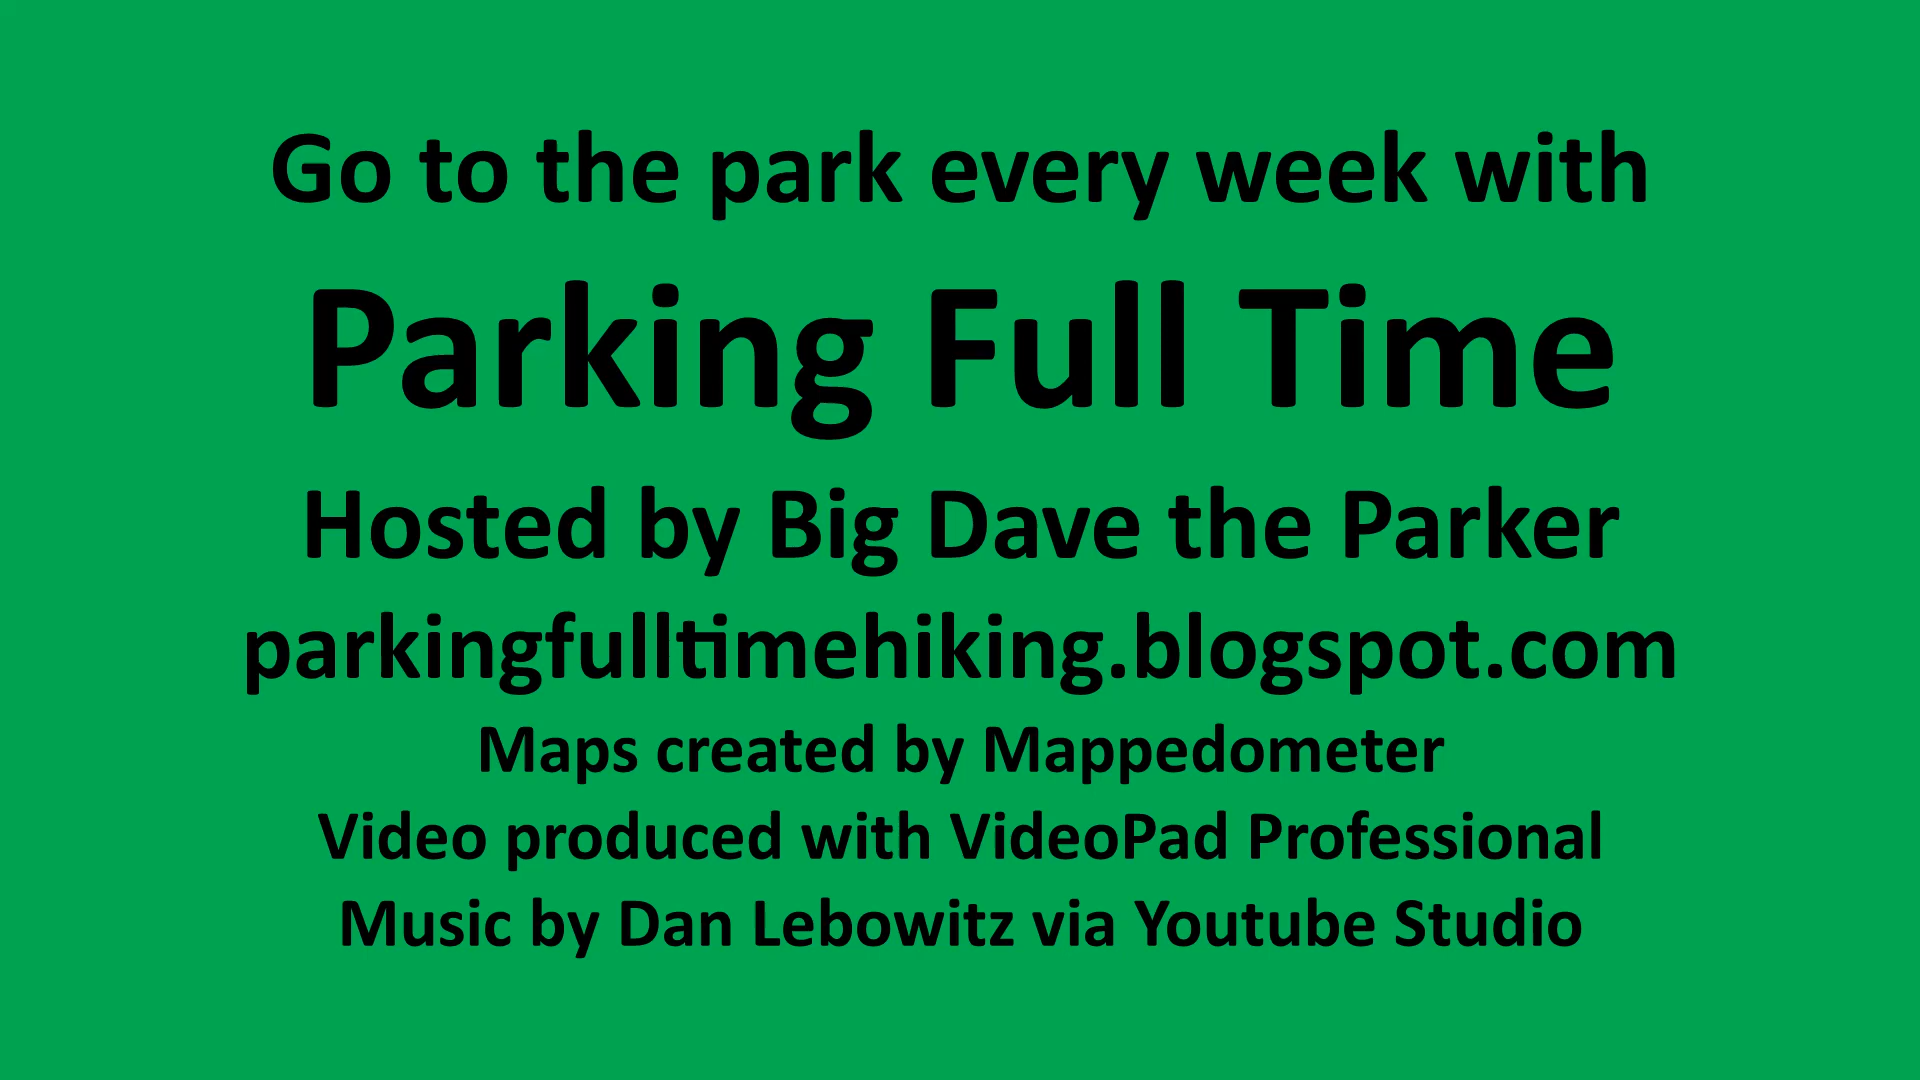 Go to the park every week with
Parking Full Time
Hosted by Big Dave the Parker
parkingfulltimehiking.blogspot.com
Maps created by Mappedometer
Video produced with VideoPad Professional
Music by Dan Lebowitz via Youtube Studio